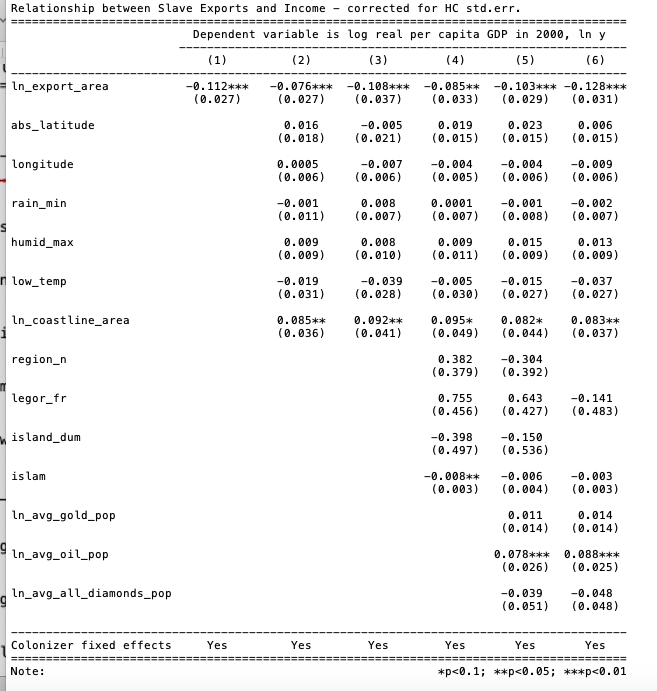 Relationship between Slave Exports and Income - corrected for HC std.err.
Dependent variable is log real per capita GDP in 2000, ln y
(1) (2) (3) (4) (5) (6)
ln_export_area -0.112*** -0.076*** -0.108*** -0.085** -0.103*** -0.128***
(0.027) (0.027) (0.037) (0.033) (0.029) (0.031)
abs_latitude 0.016 -0.005 0.019 0.023 0.006
(0.018) (0.021) (0.015) (0.015) (0.015)
longitude 0.0005 -0.007 -0.004 -0.004 -0.009
(0.006) (0.006) (0.005) (0.006) (0.006)
rain_min -0.001 0.008 0.0001 -0.001 -0.002
(0.011) (0.007) (0.007) (0.008) (0.007)
humid_max 0.009 0.008 0.009 0.015 0.013
(0.009) (0.010) (0.011) (0.009) (0.009)
low_temp -0.019 -0.039 -0.005 -0.015 -0.037
(0.031) (0.028) (0.030) (0.027) (0.027)
ln_coastline_area 0.085** 0.092** 0.095* 0.082* 0.083**
(0.036) (0.041) (0.049) (0.044) (0.037)
region_n 0.382 -0.304
(0.379) (0.392)
legor_fr 0.755 0.643 -0.141
(0.456) (0.427) (0.483)
island_dum -0.398 -0.150
(0.497) (0.536)
islam -0.008** -0.006 -0.003
(0.003) (0.004) (0.003)
ln_avg_gold_pop 0.011 0.014
(0.014) (0.014)
ln_avg_oil_pop 0.078*** 0.088***
(0.026) (0.025)
ln_avg_all_diamonds_pop -0.039 -0.048
(0.051) (0.048)
Colonizer fixed effects Yes Yes Yes Yes Yes Yes
Note: *p<0.1; **p<0.05; ***p<0.01